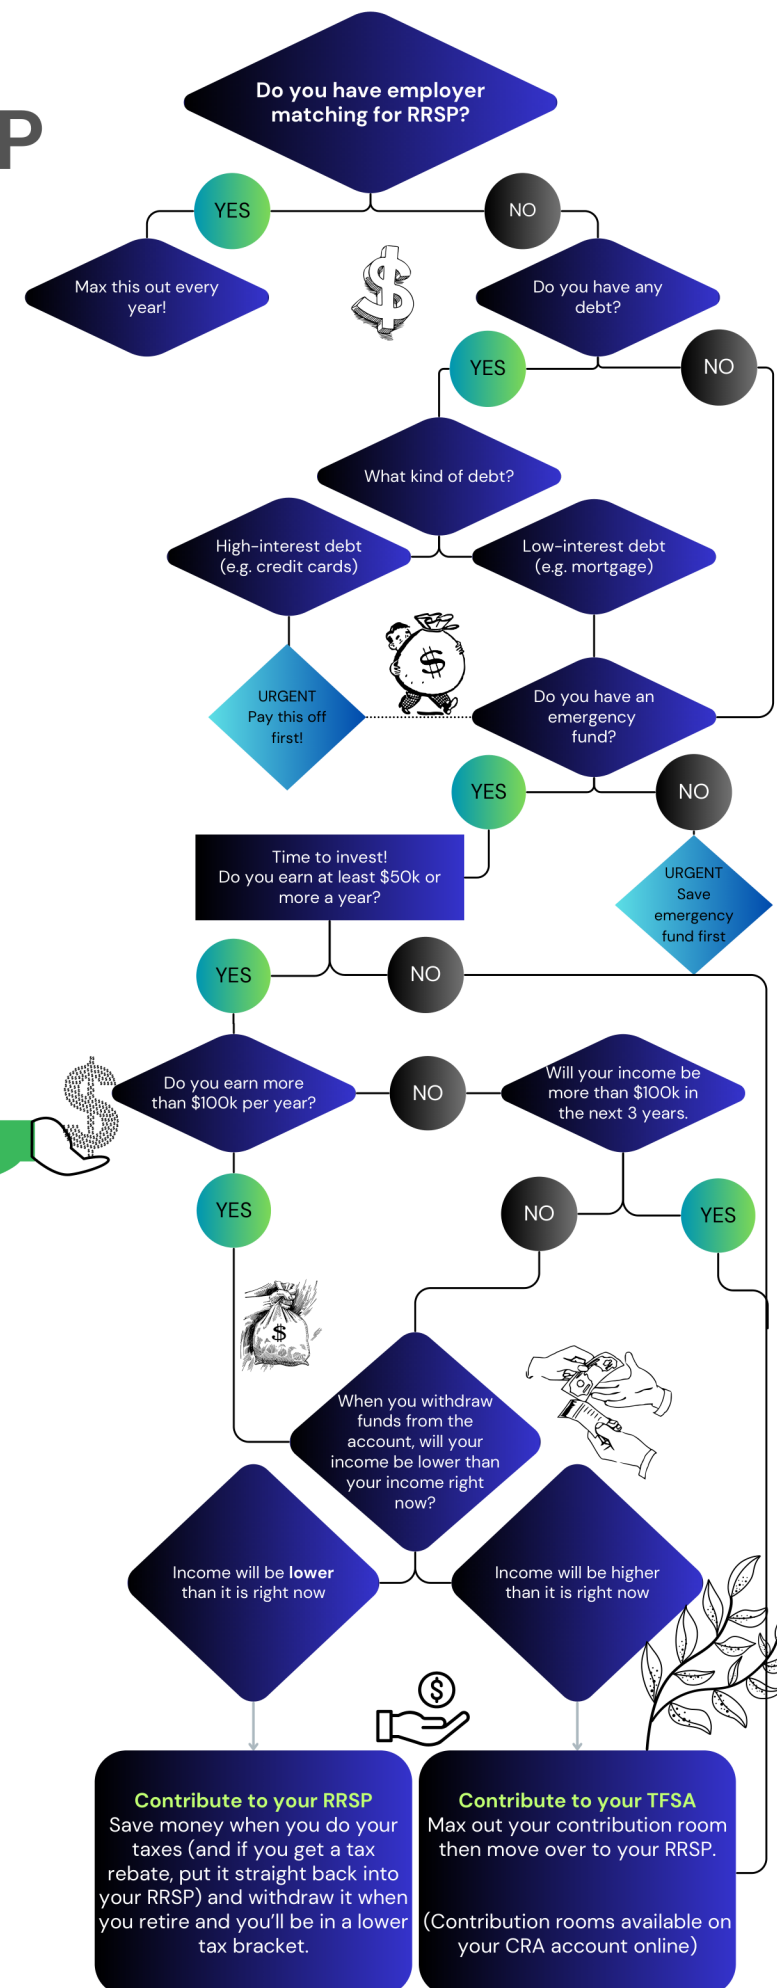 P
Do you have employer
matching for RRSP?
YES
NO
Max this out every
year!
Do you have any
debt?
YES
NO
What kind of debt?
High-interest debt
(e.g. credit cards)
Low-interest debt
(e.g. mortgage)
URGENT
Pay this off
first!
Do you have an
emergency
fund?
YES
NO
Time to invest!
Do you earn at least $50k or
more a year?
URGENT
Save
emergency
fund first
YES
NO
Do you earn more
than $100k per year?
NO
Will your income be
more than $100k in
the next 3 years.
YES
NO
YES
When you withdraw
funds from the
account, will your
income be lower than
your income right
now?
Income will be lower
than it is right now
Income will be higher
than it is right now
Contribute to your RRSP
Save money when you do your
taxes (and if you get a tax
rebate, put it straight back into
your RRSP) and withdraw it when
you retire and you'll be in a lower
tax bracket.
Contribute to your TFSA
Max out your contribution room
then move over to your RRSP.
(Contribution rooms available on
your CRA account online)